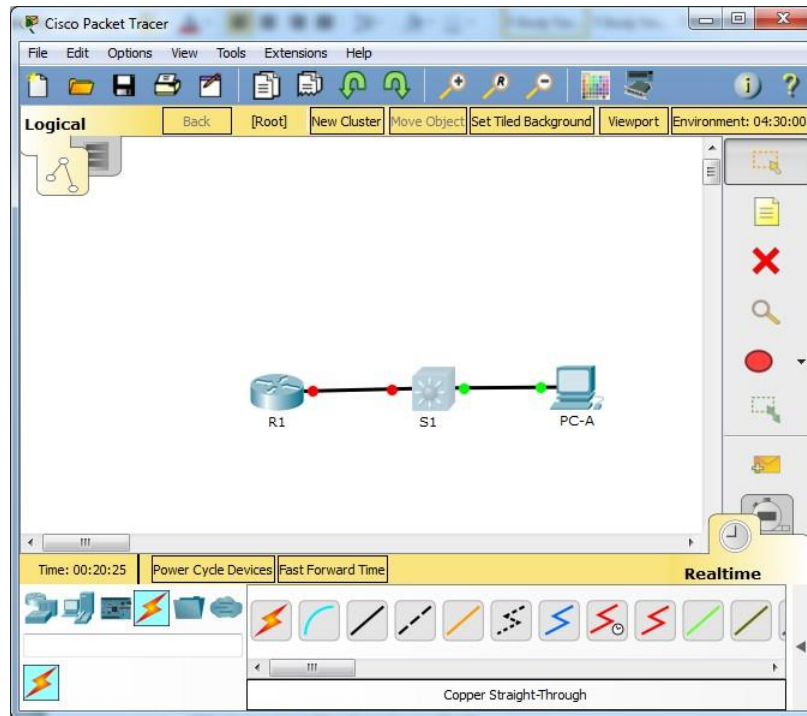 Cisco Packet Tracer
File Edit Options View Tools Extensions Help
Logical Back [Root] New Cluster Move Object Set Tiled Background Viewport Environment: 04:30:00
R1 S1 PC-A
Time: 00:20:25 Power Cycle Devices Fast Forward Time Realtime
Copper Straight-Through